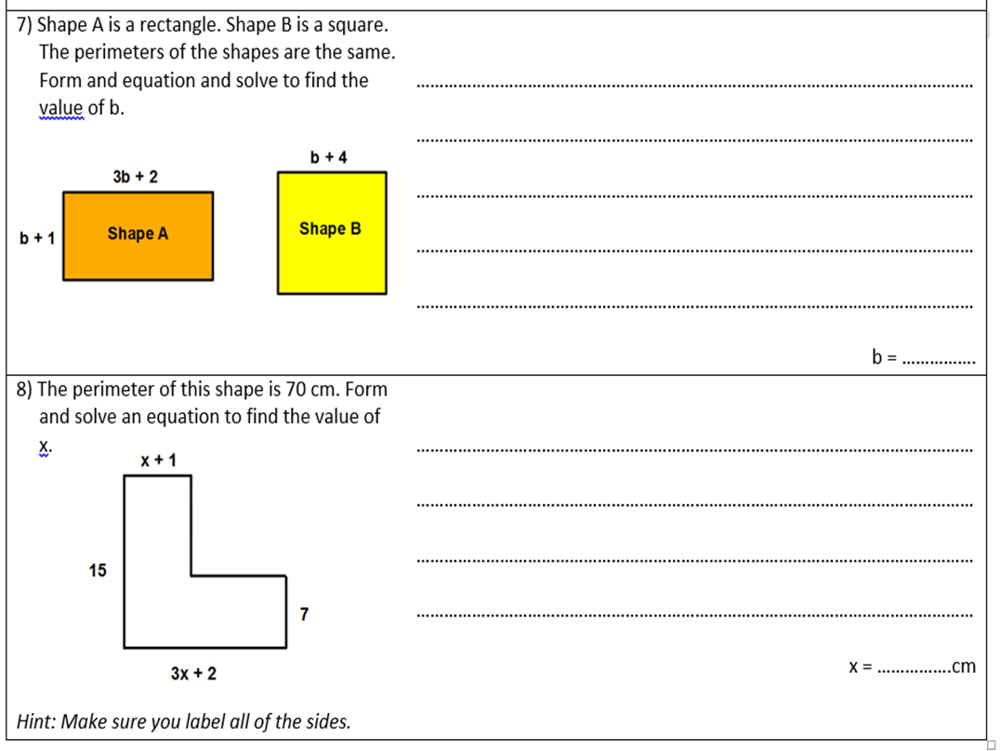 7) Shape A is a rectangle. Shape B is a square.
The perimeters of the shapes are the same.
Form and equation and solve to find the
value of b.
b + 4
3b + 2
b + 1
Shape A
Shape B
b = ................
8) The perimeter of this shape is 70 cm. Form
and solve an equation to find the value of
x.
x + 1
15
7
3x + 2
x = ................cm
Hint: Make sure you label all of the sides.